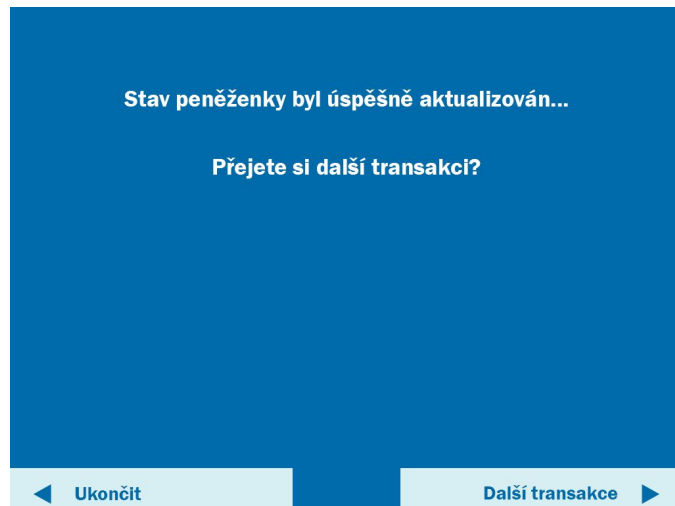 Stav peněženky byl úspěšně aktualizován...
Přejete si další transakci?
Ukončit
Další transakce